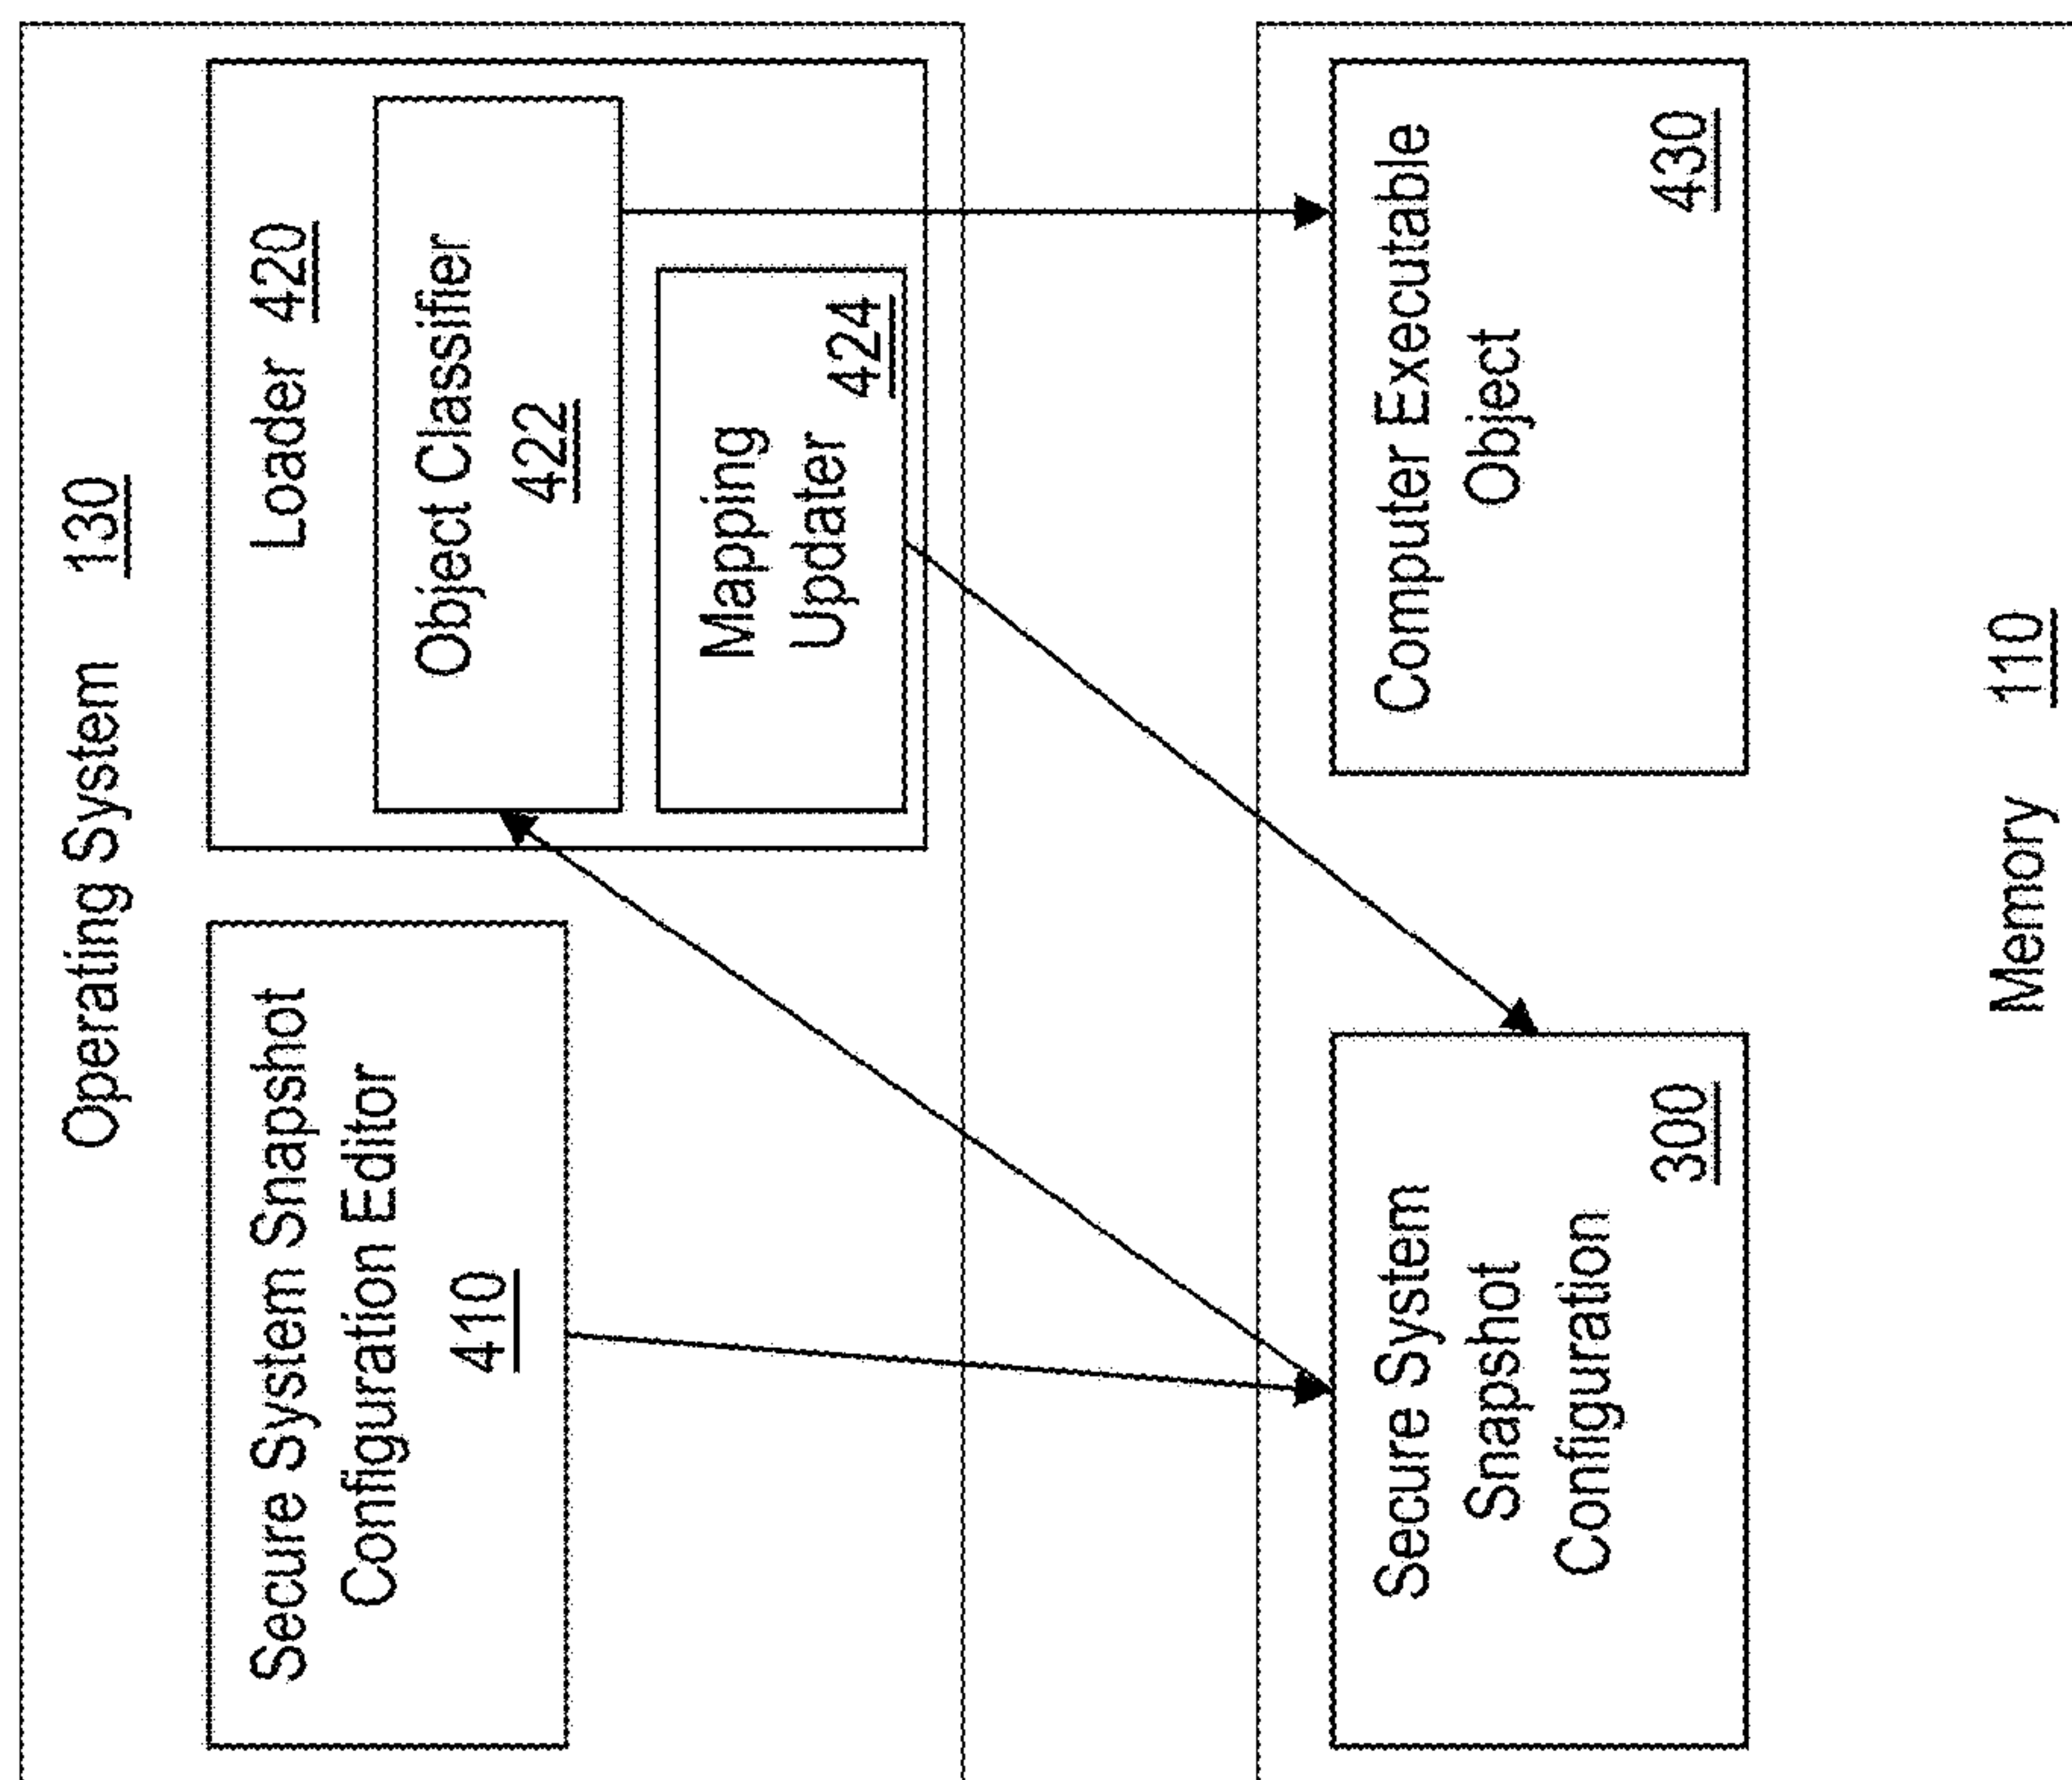 Operating System 130
Secure System Snapshot
Configuration Editor
410
Loader 420
Object Classifier
422
Mapping
Updater
424
Secure System
Snapshot
Configuration
300
Computer Executable
Object
430
Memory 110